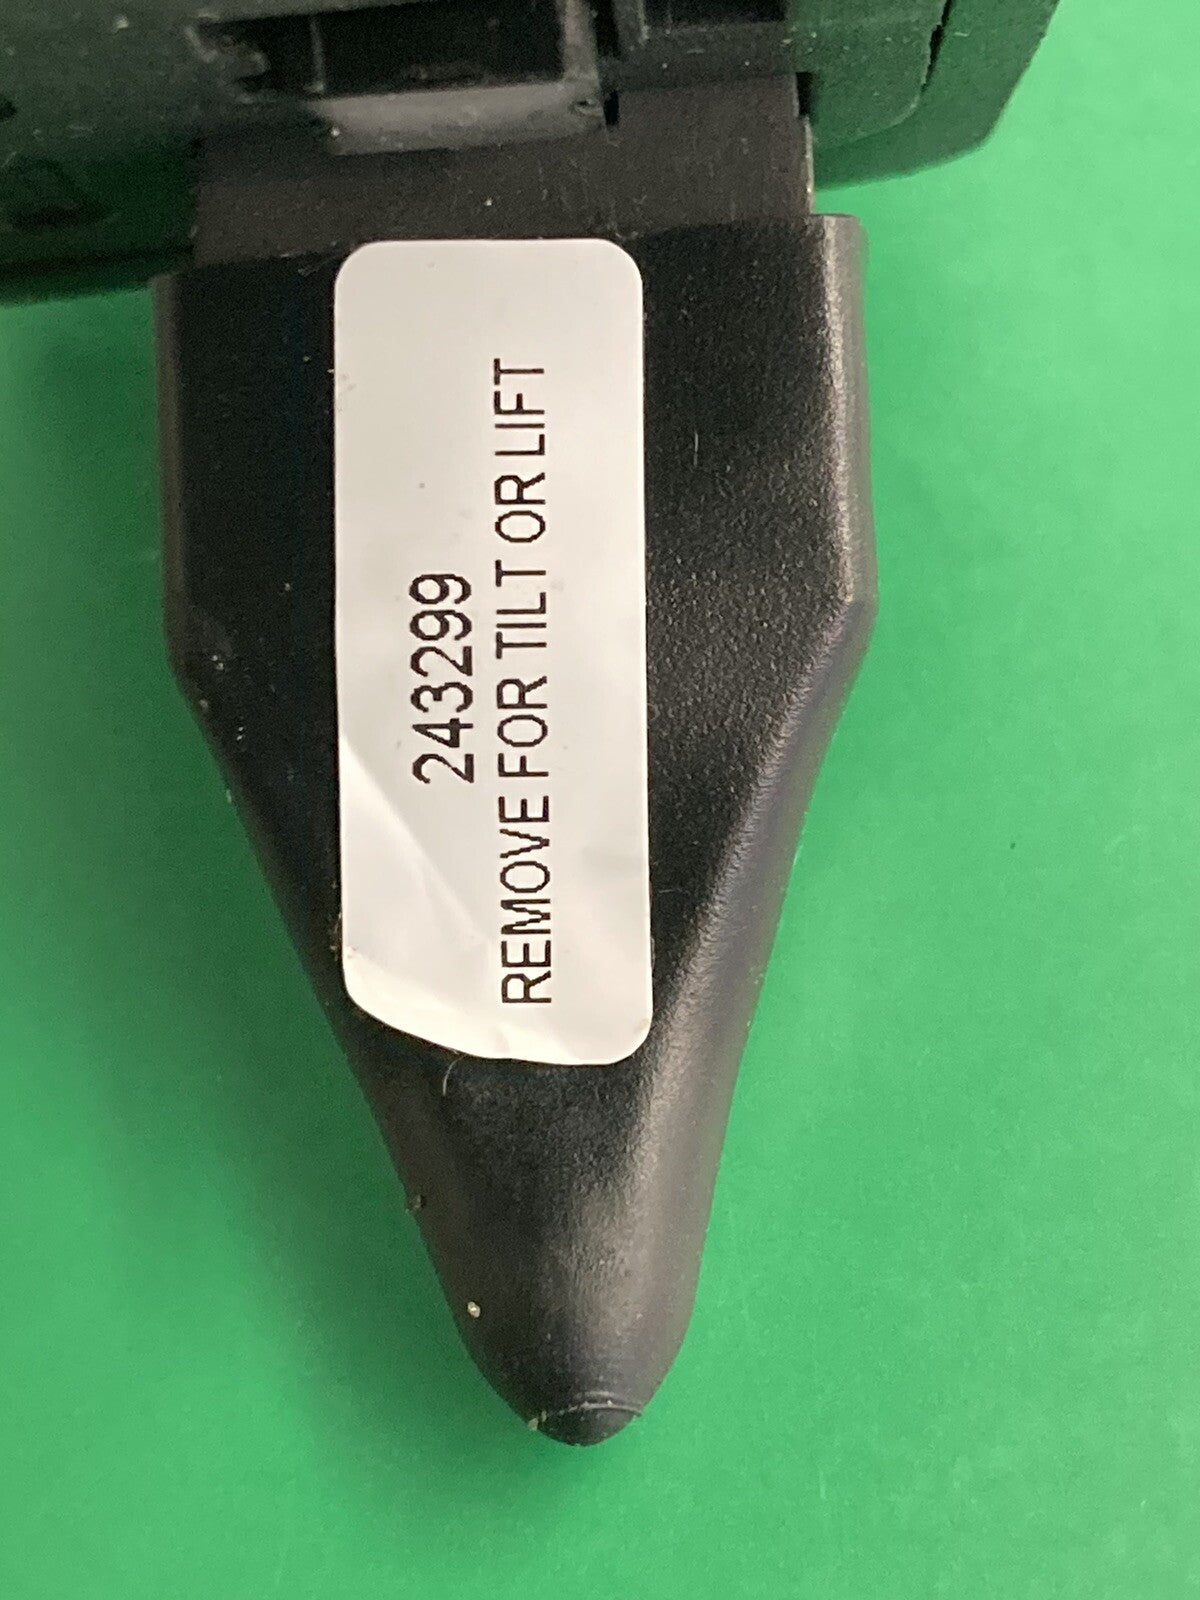 243299
REMOVE FOR TILT OR LIFT